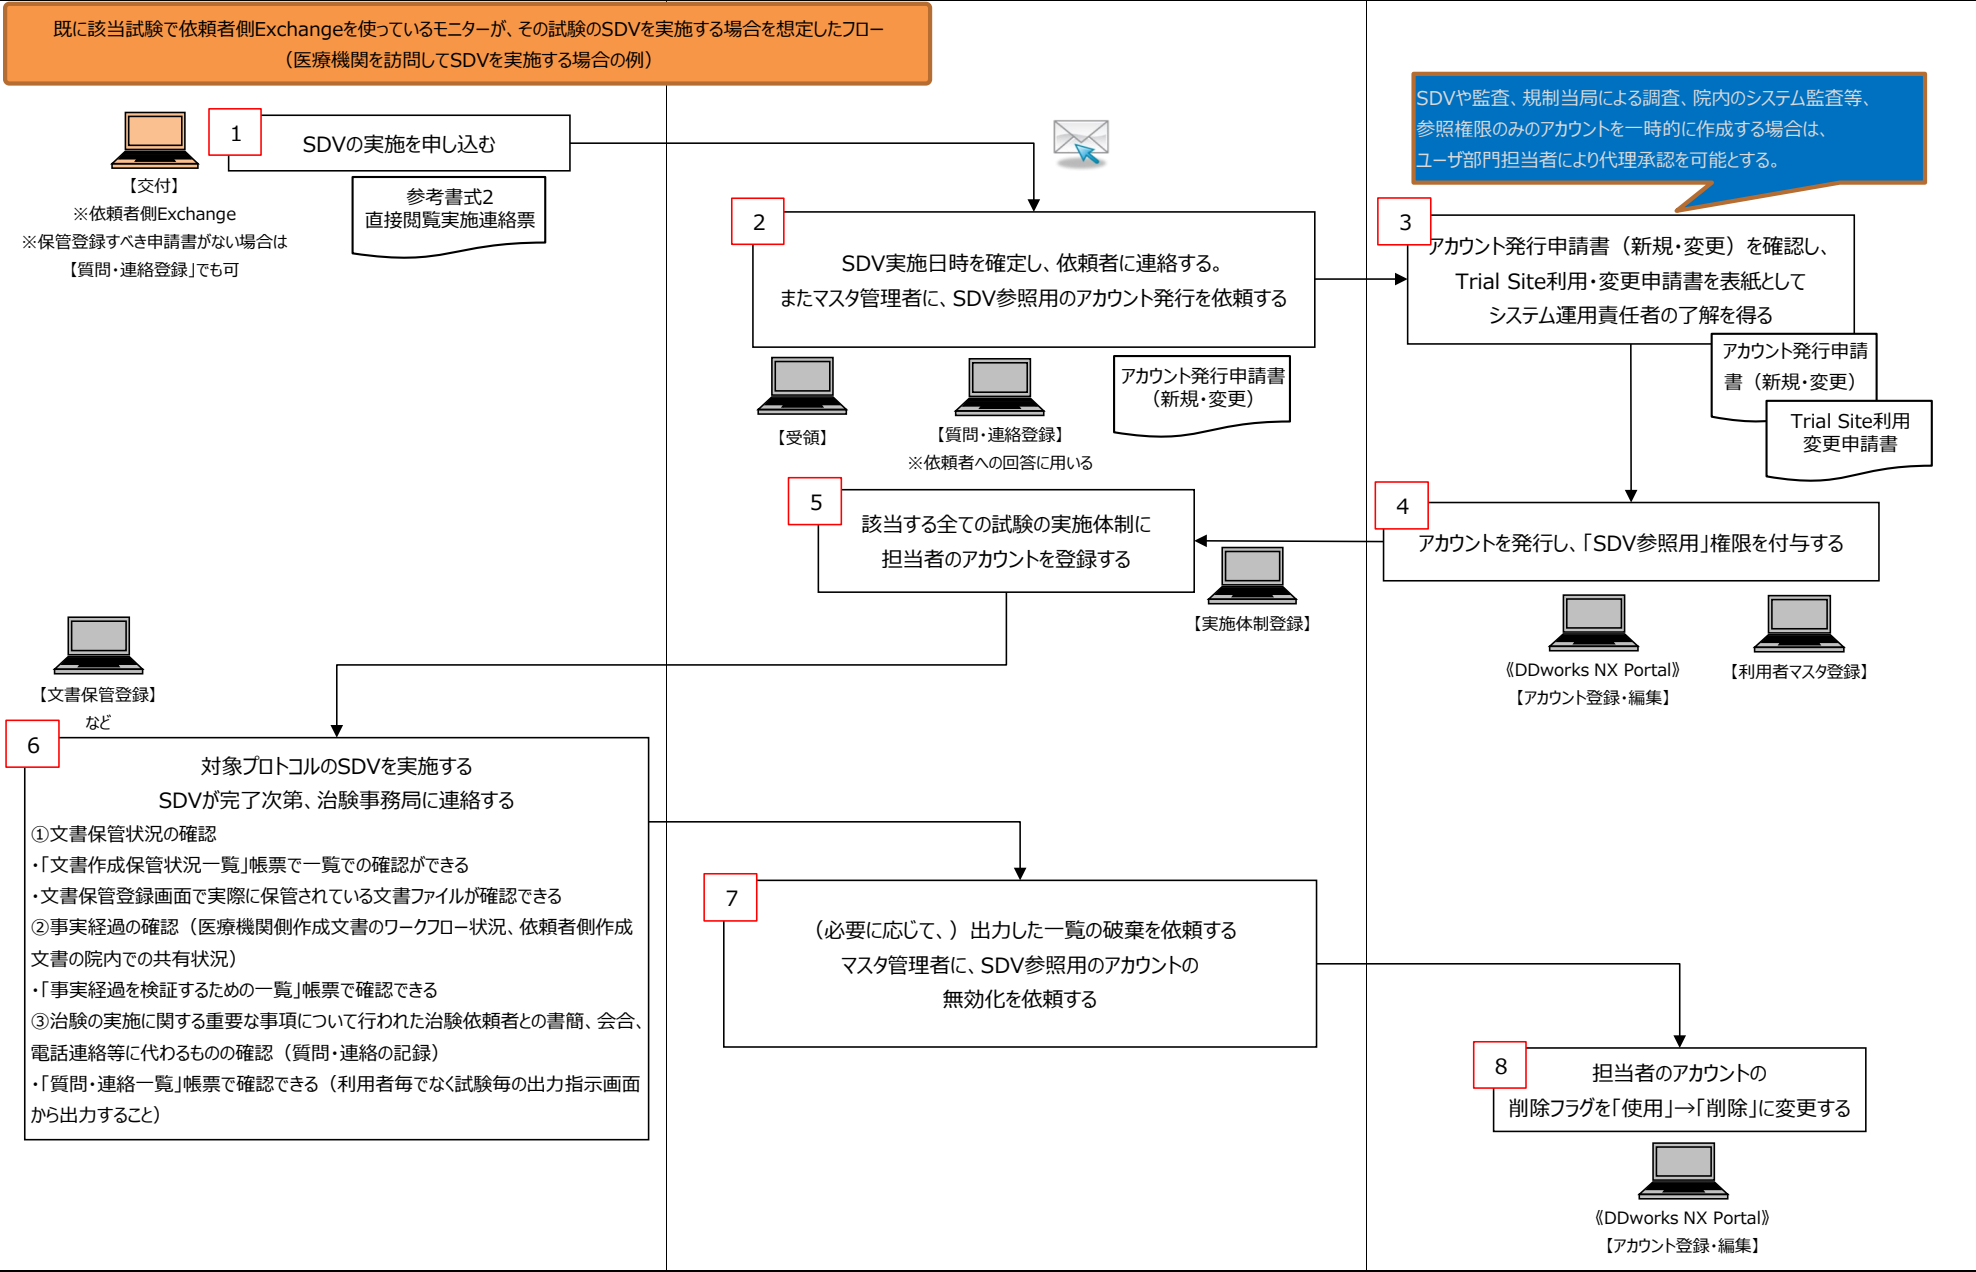 既に該当試験で依頼者側Exchangeを使っているモニターが、その試験のSDVを実施する場合を想定したフロー
（医療機関を訪問してSDVを実施する場合の例）
1
SDVの実施を申し込む
【交付】
※依頼者側Exchange
※保管登録すべき申請書がない場合は
【質問・連絡登録】でも可
参考書式2
直接閲覧実施連絡票
SDVや監査、規制当局による調査、院内のシステム監査等、
参照権限のみのアカウントを一時的に作成する場合は、
ユーザ部門担当者により代理承認を可能とする。
2
SDV実施日時を確定し、依頼者に連絡する。
またマスタ管理者に、SDV参照用のアカウント発行を依頼する
【受領】
【質問・連絡登録】
※依頼者への回答に用いる
アカウント発行申請書
（新規・変更）
3
アカウント発行申請書（新規・変更）を確認し、
Trial Site利用・変更申請書を表紙として
システム運用責任者の了解を得る
アカウント発行申請
書（新規・変更）
Trial Site利用
変更申請書
4
アカウントを発行し、「SDV参照用」権限を付与する
《DDworks NX Portal》
【アカウント登録・編集】
【利用者マスタ登録】
5
該当する全ての試験の実施体制に
担当者のアカウントを登録する
【実施体制登録】
【文書保管登録】
など
6
対象プロトコルのSDVを実施する
SDVが完了次第、治験事務局に連絡する
①文書保管状況の確認
・「文書作成保管状況一覧」帳票で一覧での確認ができる
・文書保管登録画面で実際に保管されている文書ファイルが確認できる
②事実経過の確認（医療機関側作成文書のワークフロー状況、依頼者側作成
文書の院内での共有状況）
・「事実経過を検証するための一覧」帳票で確認できる
③治験の実施に関する重要な事項について行われた治験依頼者との書簡、会合、
電話連絡等に代わるものの確認（質問・連絡の記録）
・「質問・連絡一覧」帳票で確認できる（利用者毎でなく試験毎の出力指示画面
から出力すること）
7
（必要に応じて、）出力した一覧の破棄を依頼する
マスタ管理者に、SDV参照用のアカウントの
無効化を依頼する
8
担当者のアカウントの
削除フラグを「使用」→「削除」に変更する
《DDworks NX Portal》
【アカウント登録・編集】